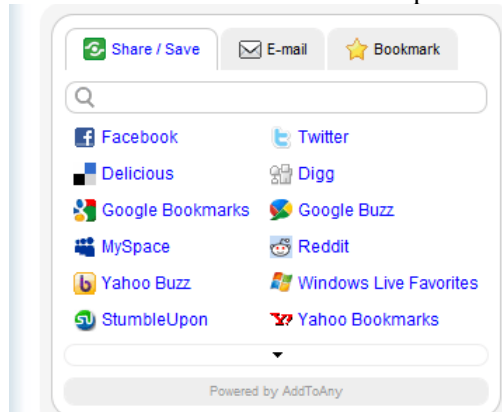 Share / Save E-mail Bookmark
Facebook Twitter
Delicious Digg
Google Bookmarks Google Buzz
MySpace Reddit
Yahoo Buzz Windows Live Favorites
StumbleUpon Yahoo Bookmarks
Powered by AddToAny